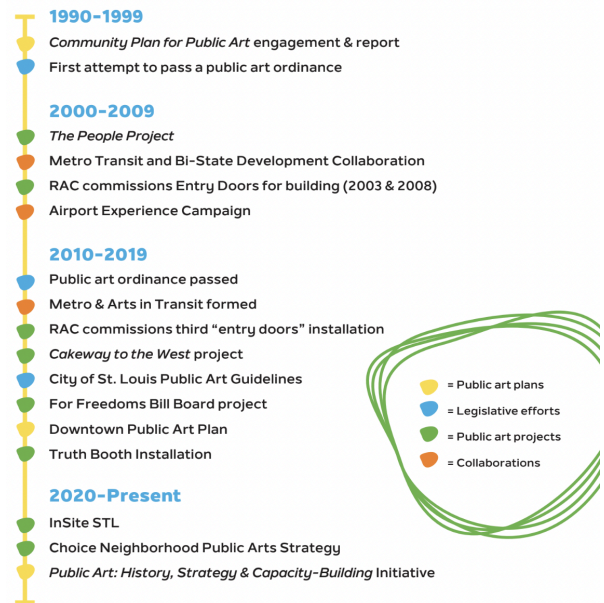 1990-1999
Community Plan for Public Art engagement & report
First attempt to pass a public art ordinance
2000-2009
The People Project
Metro Transit and Bi-State Development Collaboration
RAC commissions Entry Doors for building (2003 & 2008)
Airport Experience Campaign
2010-2019
Public art ordinance passed
Metro & Arts in Transit formed
RAC commissions third “entry doors” installation
Cakeway to the West project
City of St. Louis Public Art Guidelines
For Freedoms Bill Board project
Downtown Public Art Plan
Truth Booth Installation
2020-Present
InSite STL
Choice Neighborhood Public Arts Strategy
Public Art: History, Strategy & Capacity-Building Initiative
= Public art plans
= Legislative efforts
= Public art projects
= Collaborations